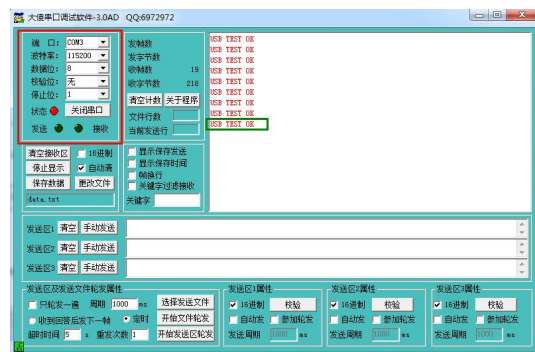 大傻串口调试软件-3.0AD QQ:6972972
端 口: COM3
波特率: 115200
数据位: 8
校验位: 无
停止位: 1
状态 关闭串口
发送 接收
发帧数
发字节数
收帧数 19
收字节数 218
清空计数 关于程序
文件行数
当前发送行
USB TEST OK
USB TEST OK
USB TEST OK
USB TEST OK
USB TEST OK
USB TEST OK
USB TEST OK
USB TEST OK
清空接收区 16进制
停止显示 自动清
保存数据 更改文件
data.txt
显示保存发送
显示保存时间
帧换行
关键字过滤接收
关键字
发送区1 清空 手动发送
发送区2 清空 手动发送
发送区3 清空 手动发送
发送区及发送文件轮发属性
只轮发一遍 周期 1000 ms 选择发送文件
收到回答后发下一帧 定时 开始文件轮发
超时时间 5 s 重发次数 1 开始发送区轮发
发送区1属性
16进制 校验
自动发 参加轮发
发送周期 1000 ms
发送区2属性
16进制 校验
自动发 参加轮发
发送周期 1000 ms
发送区3属性
16进制 校验
自动发 参加轮发
发送周期 1000 ms